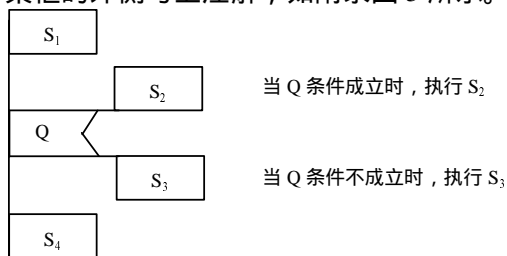 S₁
S₂ 当 Q 条件成立时，执行 S₂
Q
S₃ 当 Q 条件不成立时，执行 S₃
S₄